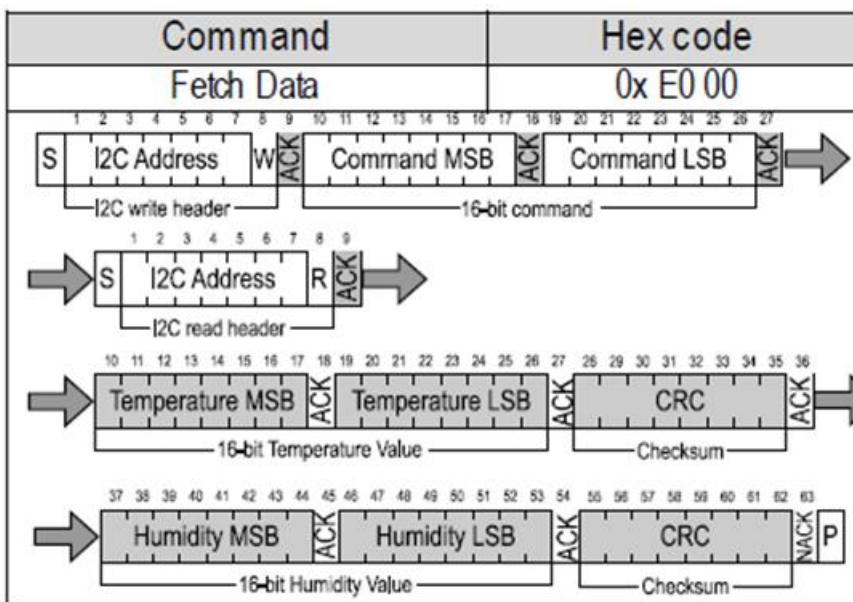 Command Hex code
Fetch Data 0x E0 00
1 2 3 4 5 6 7 8 9 10 11 12 13 14 15 16 17 18 19 20 21 22 23 24 25 26 27
S I2C Address W ACK Command MSB ACK Command LSB ACK
I2C write header 16-bit command
1 2 3 4 5 6 7 8 9
S I2C Address R ACK
I2C read header
10 11 12 13 14 15 16 17 18 19 20 21 22 23 24 25 26 27 28 29 30 31 32 33 34 35 36
Temperature MSB ACK Temperature LSB ACK CRC ACK
16-bit Temperature Value Checksum
37 38 39 40 41 42 43 44 45 46 47 48 49 50 51 52 53 54 55 56 57 58 59 60 61 62 63
Humidity MSB ACK Humidity LSB ACK CRC NACK P
16-bit Humidity Value Checksum